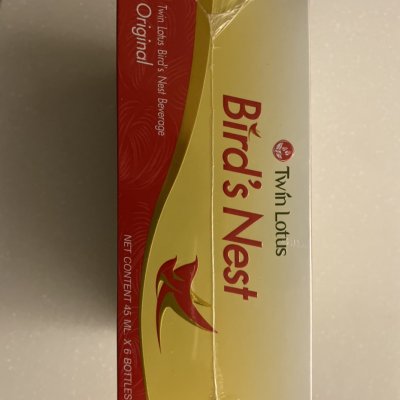 Twin Lotus
Bird's Nest
Twin Lotus Bird's Nest Beverage
Original
NET CONTENT 45 ML. X 6 BOTTLES